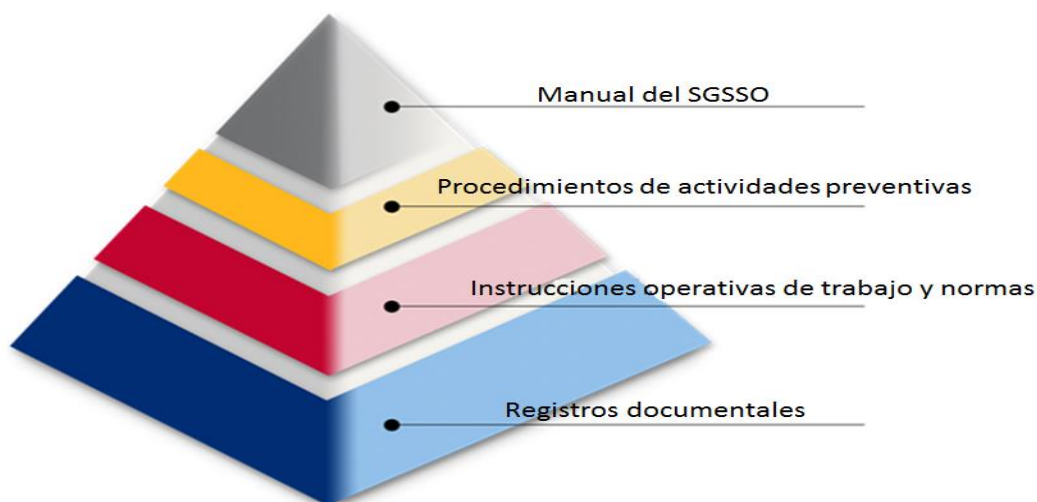 Manual del SGSSO
Procedimientos de actividades preventivas
Instrucciones operativas de trabajo y normas
Registros documentales